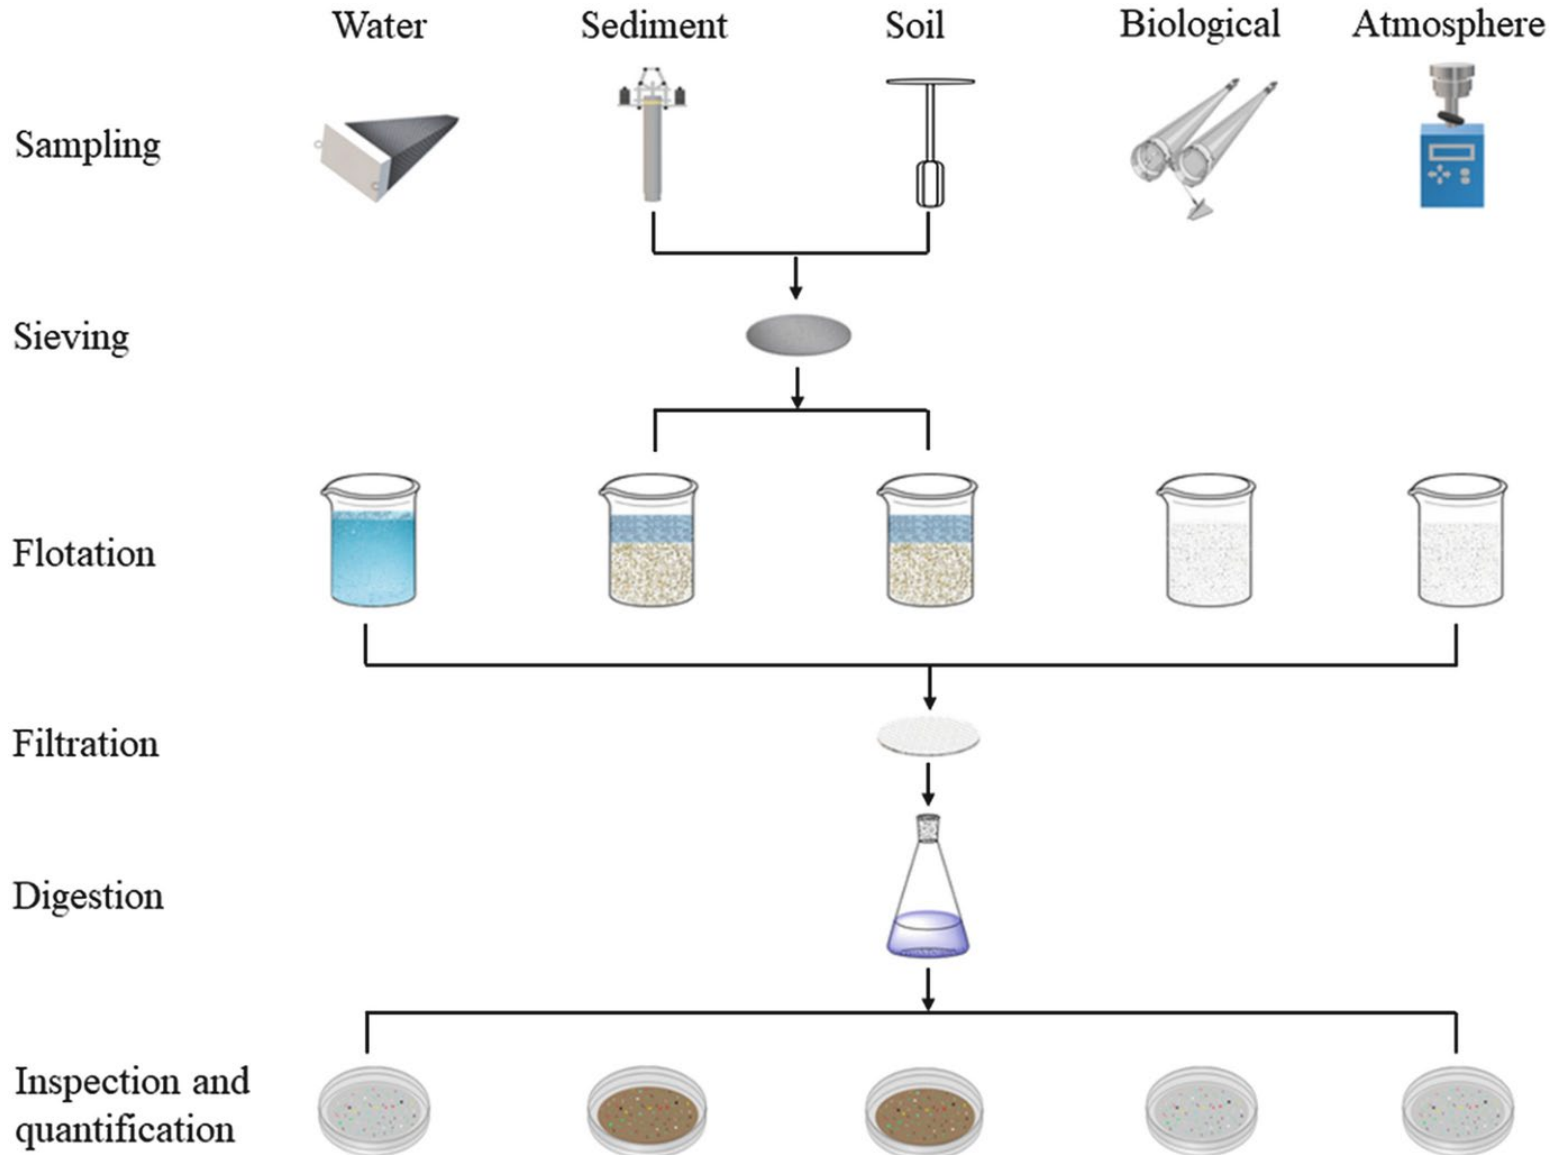 Water Sediment Soil Biological Atmosphere
Sampling
Sieving
Flotation
Filtration
Digestion
Inspection and
quantification